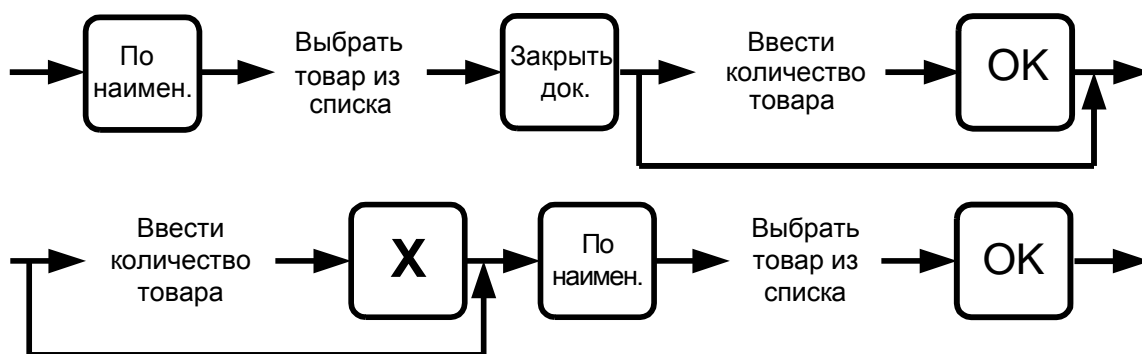 По
наимен.
Выбрать
товар из
списка
Закрыть
док.
Ввести
количество
товара
OK
Ввести
количество
товара
X
По
наимен.
Выбрать
товар из
списка
OK